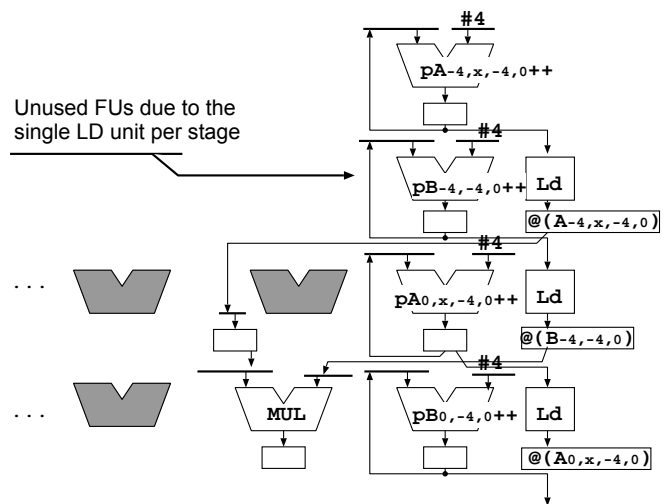 #4
pA-4,x,-4,0++
Unused FUs due to the
single LD unit per stage
#4
pB-4,-4,0++
Ld
@(A-4,x,-4,0)
#4
. . .
pA0,x,-4,0++
Ld
@(B-4,-4,0)
#4
. . .
MUL
pB0,-4,0++
Ld
@(A0,x,-4,0)